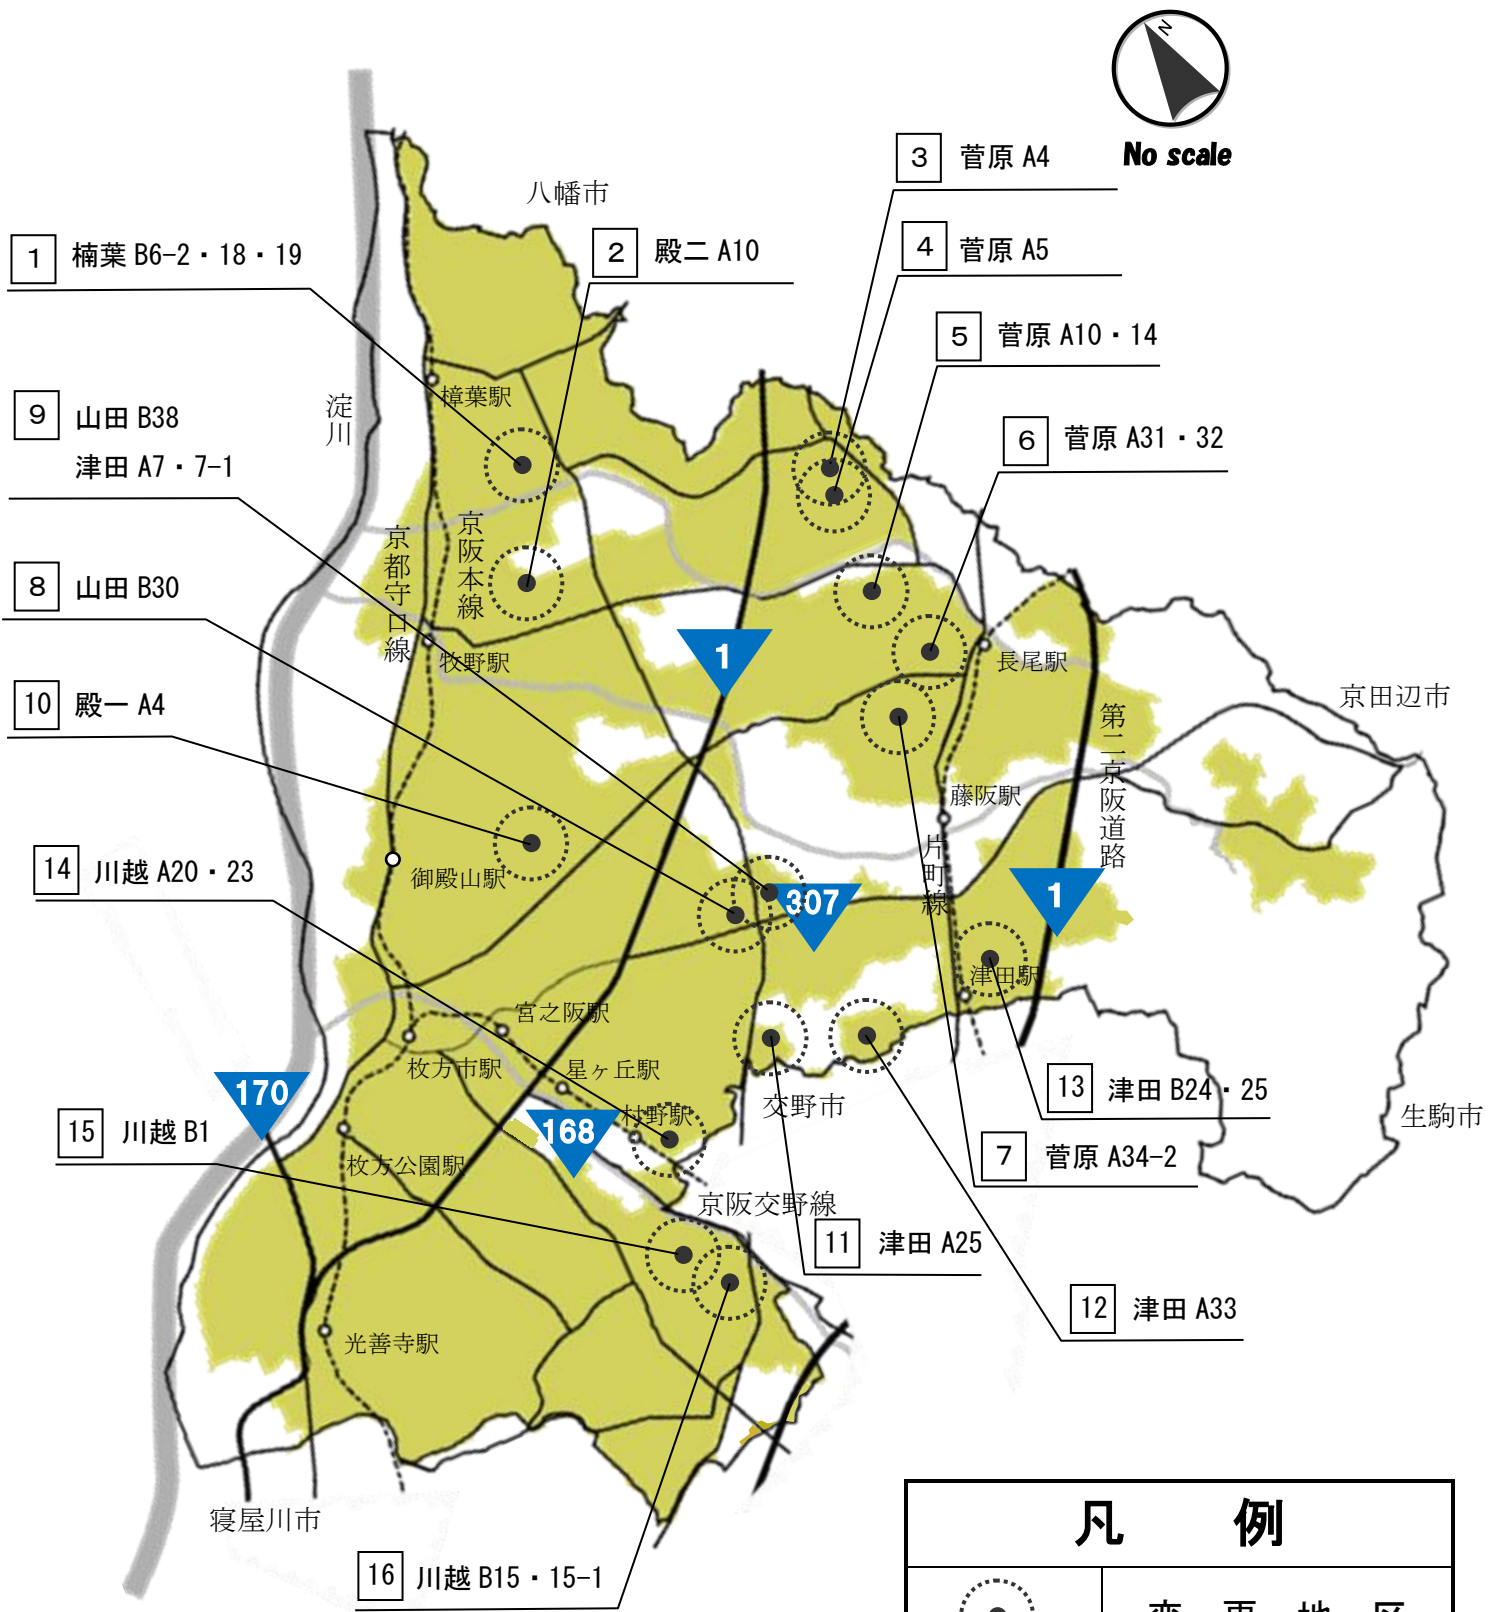 N
No scale
3 菅原 A4
八幡市
4 菅原 A5
2 殿二 A10
1 楠葉 B6-2・18・19
5 菅原 A10・14
樟葉駅
淀川
9 山田 B38
津田 A7・7-1
6 菅原 A31・32
京都守口線
京阪本線
8 山田 B30
1
牧野駅
長尾駅
10 殿一 A4
京田辺市
第二京阪道路
藤阪駅
片町線
14 川越 A20・23
御殿山駅
307
1
津田駅
宮之阪駅
枚方市駅
星ヶ丘駅
170
168
村野駅
交野市
13 津田 B24・25
生駒市
15 川越 B1
枚方公園駅
7 菅原 A34-2
京阪交野線
11 津田 A25
12 津田 A33
光善寺駅
寝屋川市
凡例
16 川越 B15・15-1
変更地区